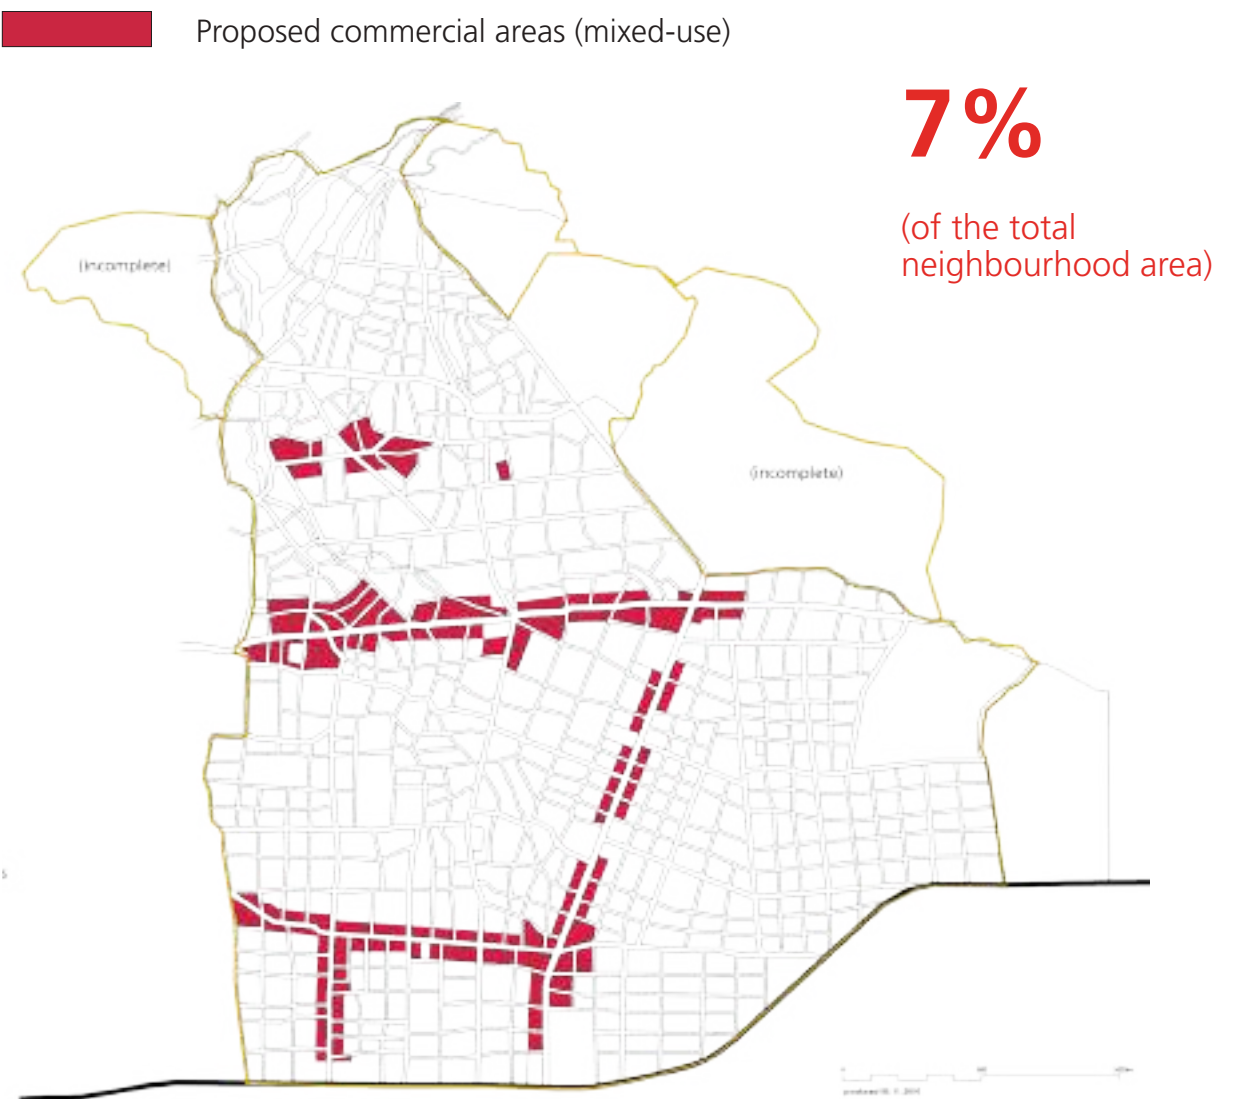 Proposed commercial areas (mixed-use)
7%
(of the total
neighbourhood area)
(incomplete)
(incomplete)
s